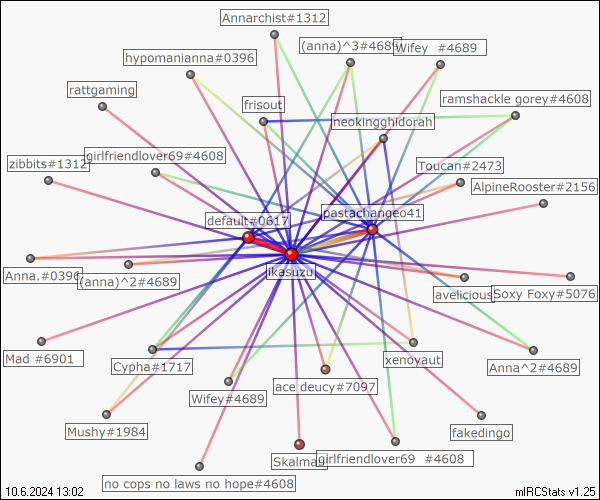 Annarchist#1312
(anna)^3#4689
Wifey #4689
hypomanianna#0396
rattgaming
frisout
ramshackle gorey#4608
neokingghidorah
zibbits#1312
girlfriendlover69#4608
Toucan#2473
AlpineRooster#2156
default#0617
pastachangeo41
ikasuzu
Anna.#0396
(anna)^2#4689
avelicious
Soxy Foxy#5076
Mad #6901
Cypha#1717
xenoyaut
Anna^2#4689
Wifey#4689
ace deucy#7097
Mushy#1984
fakedingo
Skalmag
girlfriendlover69 #4608
no cops no laws no hope#4608
10.6.2024 13:02
mIRCStats v1.25